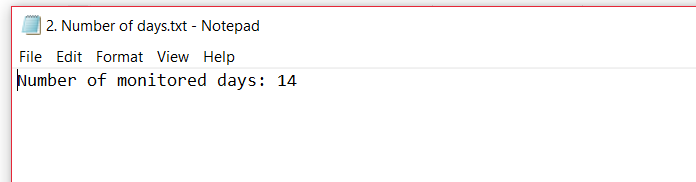 2. Number of days.txt - Notepad
File Edit Format View Help
Number of monitored days: 14